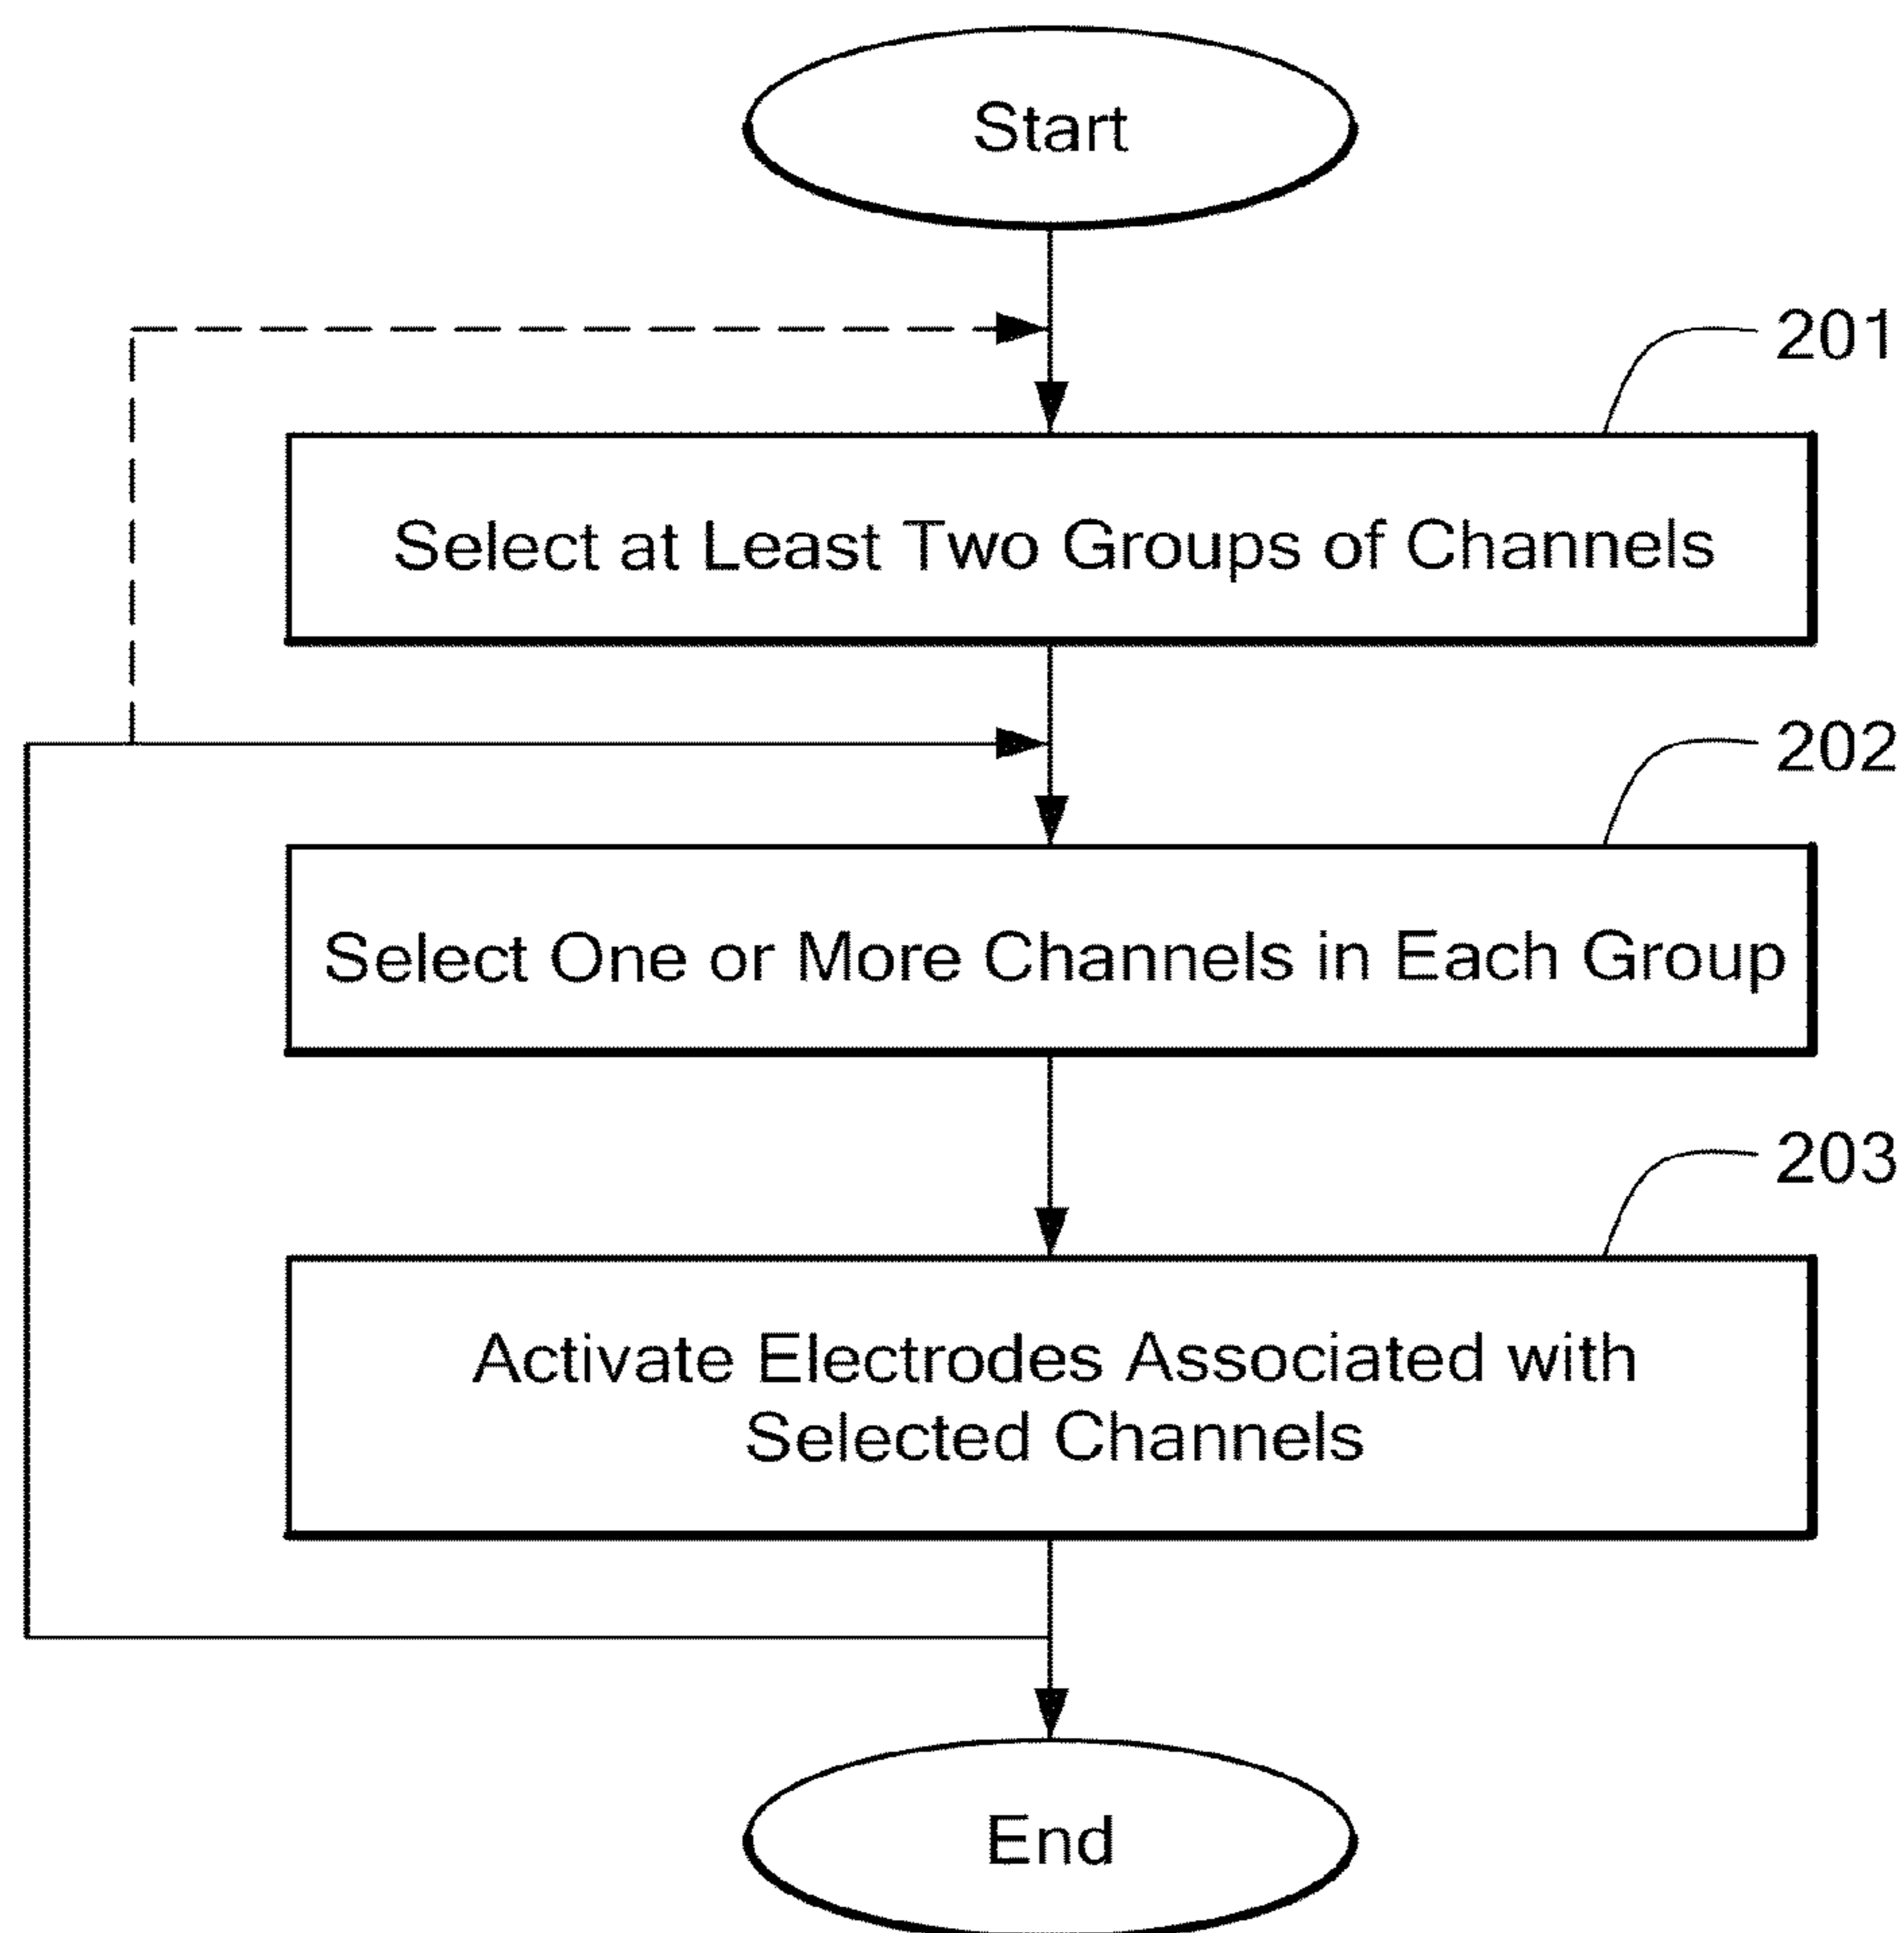 Start
201
Select at Least Two Groups of Channels
202
Select One or More Channels in Each Group
203
Activate Electrodes Associated with
Selected Channels
End